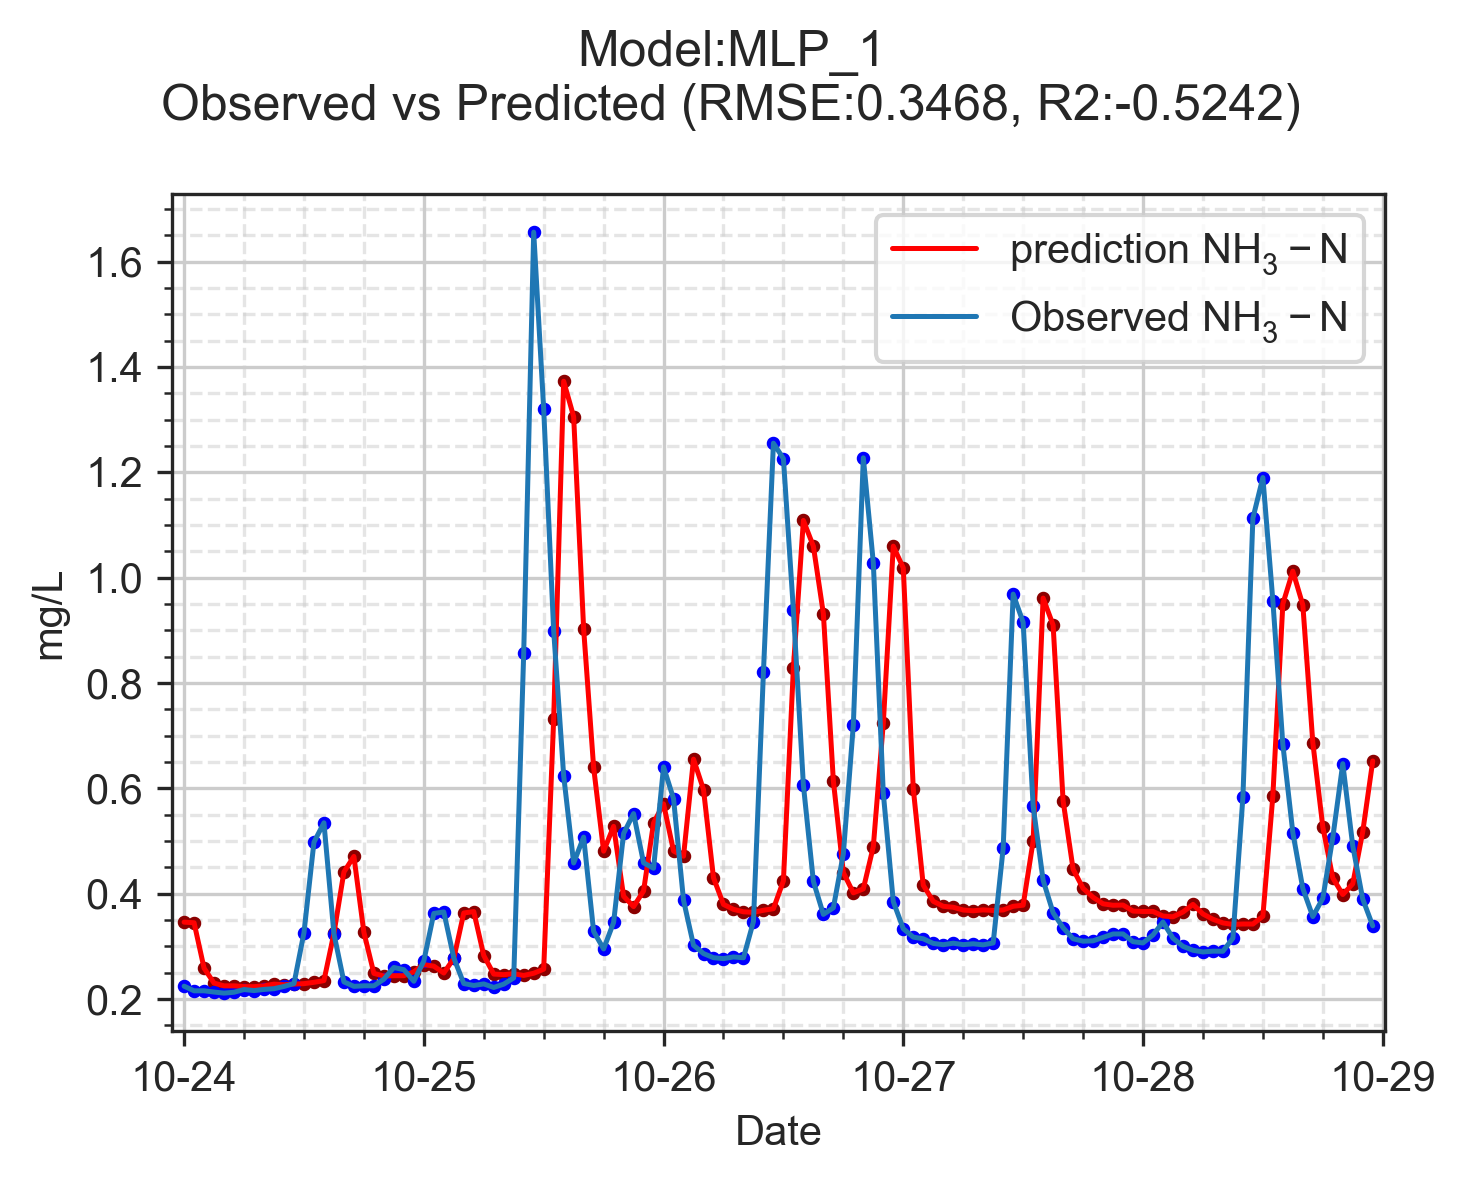 Model:MLP_1
Observed vs Predicted (RMSE:0.3468, R2:-0.5242)
prediction NH₃ − N
Observed NH₃ − N
1.6
1.4
1.2
1.0
0.8
0.6
0.4
0.2
mg/L
10-24 10-25 10-26 10-27 10-28 10-29
Date